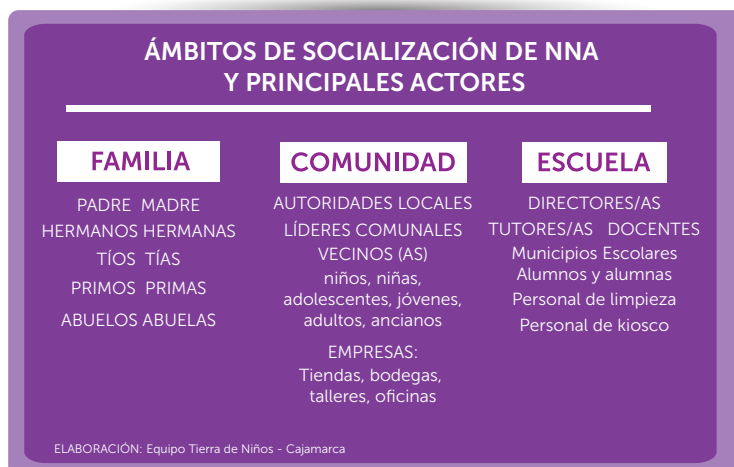 ÁMBITOS DE SOCIALIZACIÓN DE NNA
Y PRINCIPALES ACTORES
FAMILIA
PADRE MADRE
HERMANOS HERMANAS
TÍOS TÍAS
PRIMOS PRIMAS
ABUELOS ABUELAS
COMUNIDAD
AUTORIDADES LOCALES
LÍDERES COMUNALES
VECINOS (AS)
niños, niñas,
adolescentes, jóvenes,
adultos, ancianos
EMPRESAS:
Tiendas, bodegas,
talleres, oficinas
ESCUELA
DIRECTORES/AS
TUTORES/AS DOCENTES
Municipios Escolares
Alumnos y alumnas
Personal de limpieza
Personal de kiosco
ELABORACIÓN: Equipo Tierra de Niños - Cajamarca